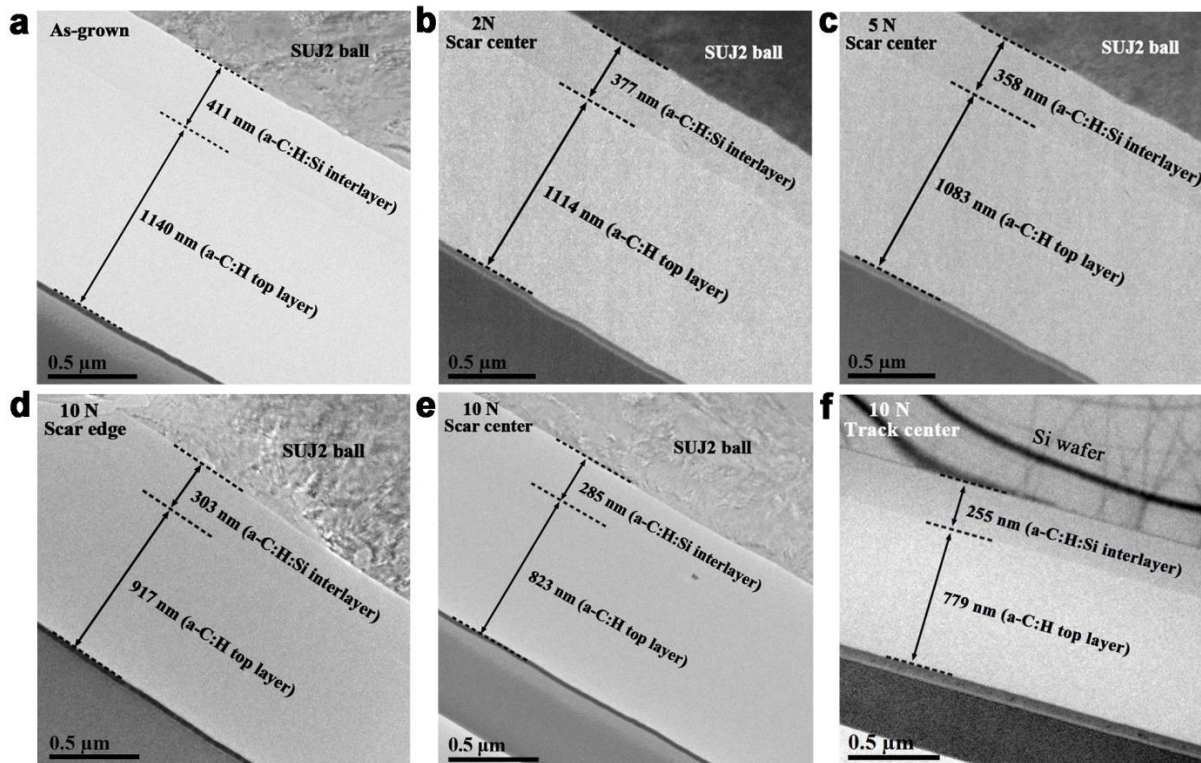 a
As-grown
SUJ2 ball
411 nm (a-C:H:Si interlayer)
1140 nm (a-C:H top layer)
0.5 µm
b
2N
Scar center
SUJ2 ball
377 nm (a-C:H:Si interlayer)
1114 nm (a-C:H top layer)
0.5 µm
c
5 N
Scar center
SUJ2 ball
358 nm (a-C:H:Si interlayer)
1083 nm (a-C:H top layer)
0.5 µm
d
10 N
Scar edge
SUJ2 ball
303 nm (a-C:H:Si interlayer)
917 nm (a-C:H top layer)
0.5 µm
e
10 N
Scar center
SUJ2 ball
285 nm (a-C:H:Si interlayer)
823 nm (a-C:H top layer)
0.5 µm
f
10 N
Track center
Si wafer
255 nm (a-C:H:Si interlayer)
779 nm (a-C:H top layer)
0.5 µm